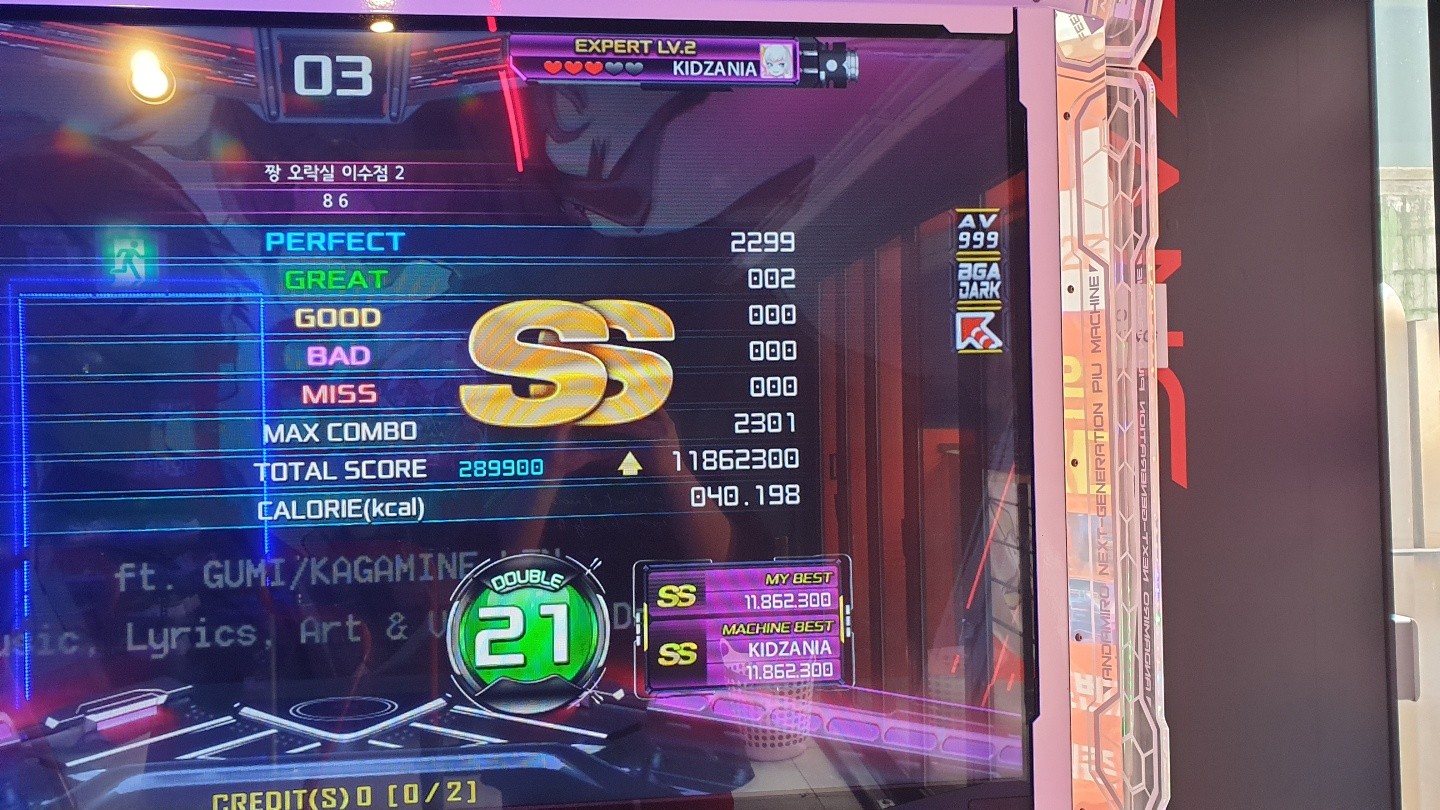 03
EXPERT LV.2
KIDZANIA
짱 오락실 이수점 2
86
PERFECT 2299
GREAT 002
GOOD 000
BAD 000
MISS 000
MAX COMBO 2301
TOTAL SCORE 289900 11862300
CALORIE(kcal) 040.198
SS
AV
999
BGA
DARK
ft. GUMI/KAGAMINE
Lyrics, Art &
DOUBLE
21
SS MY BEST
11.862.300
MACHINE BEST
SS KIDZANIA
11.862.300
CREDIT(S) 0 [0/2]
ANDAMIRO NEXT-GENERATION PIU MACHINE